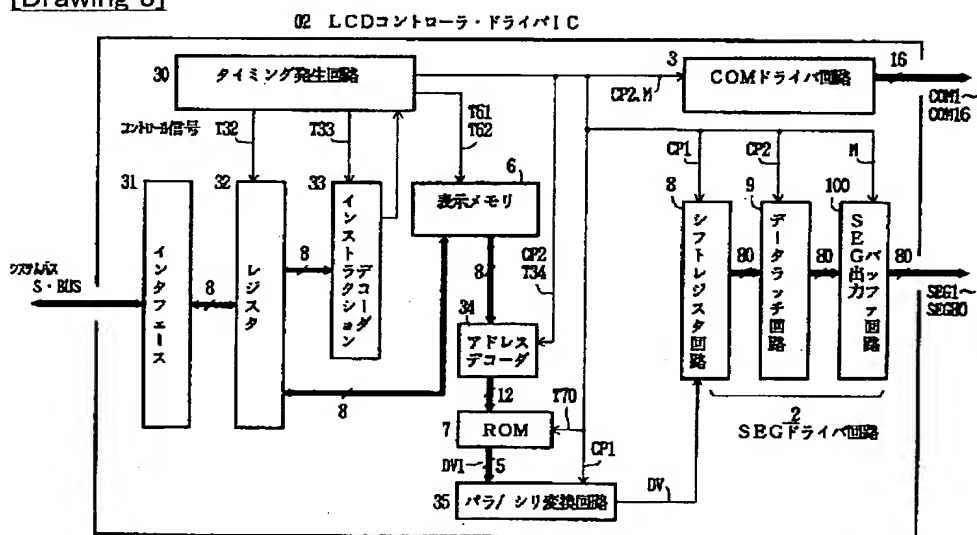 [Drawing 8]
02 LCDコントローラ・ドライバIC
30
タイミング発生回路
3
COMドライバ回路
16
COM1〜
COM16
CP2.M
コントロール信号
T32
T33
T61
T62
CP1
CP2
M
31
インタフェース
32
レジスタ
33
インストラクション
デコーダ
6
表示メモリ
8
シフトレジスタ回路
9
データラッチ回路
100
SEG出力
バッファ回路
80
80
80
SEG1〜
SEG80
システムバス
S・BUS
8
8
8
8
CP2
T34
34
アドレス
デコーダ
12
7
ROM
T70
DV1
5
CP1
35
パラ/シリ変換回路
DV
2
SEGドライバ回路